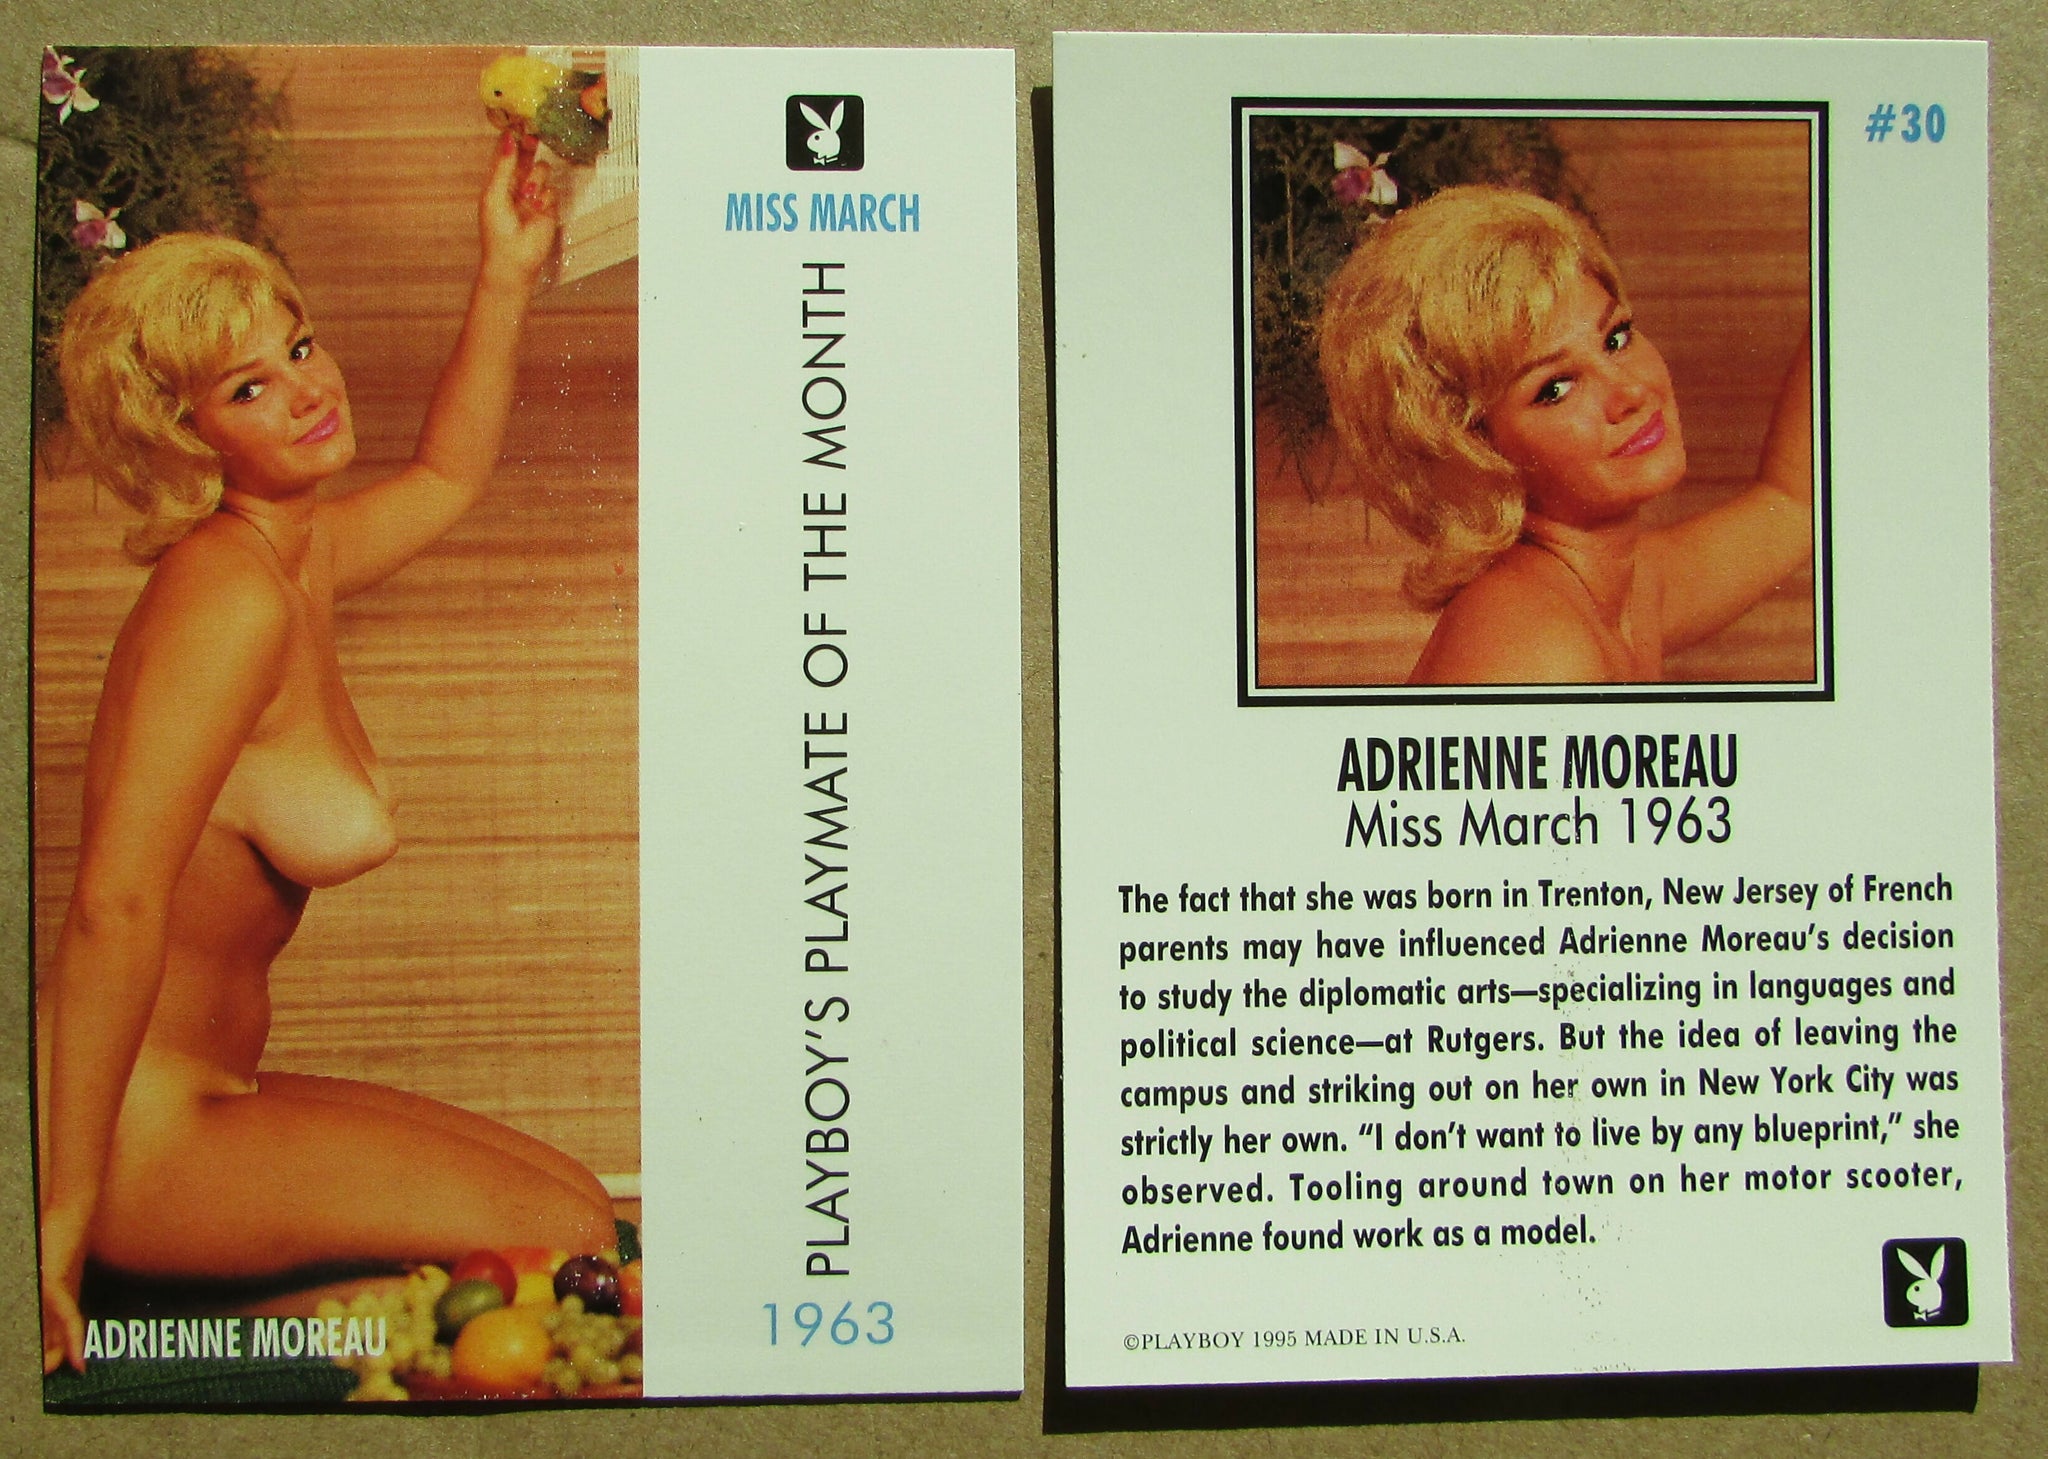 MISS MARCH
PLAYBOY'S PLAYMATE OF THE MONTH
1963
ADRIENNE MOREAU
#30
ADRIENNE MOREAU
Miss March 1963
The fact that she was born in Trenton, New Jersey of French
parents may have influenced Adrienne Moreau's decision
to study the diplomatic arts—specializing in languages and
political science—at Rutgers. But the idea of leaving the
campus and striking out on her own in New York City was
strictly her own. "I don't want to live by any blueprint," she
observed. Tooling around town on her motor scooter,
Adrienne found work as a model.
©PLAYBOY 1995 MADE IN U.S.A.